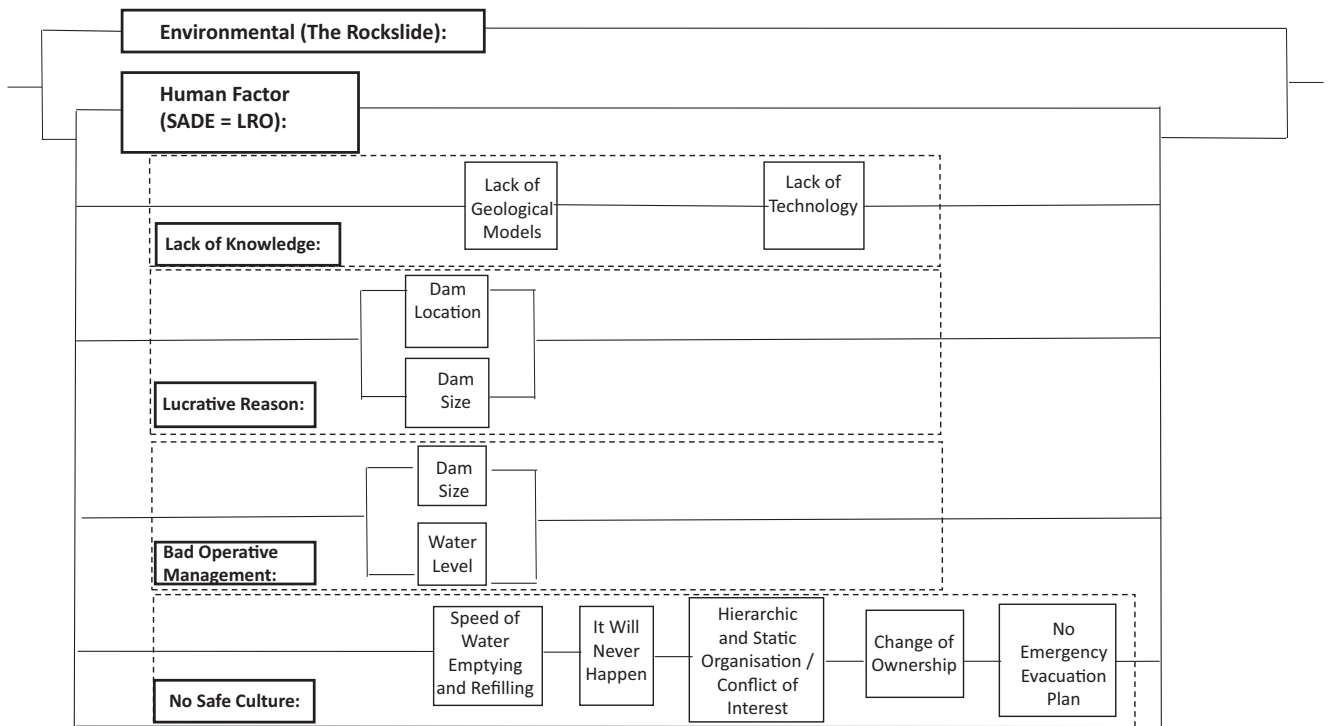 Environmental (The Rockslide):
Human Factor
(SADE = LRO):
Lack of
Geological
Models
Lack of
Technology
Lack of Knowledge:
Dam
Location
Dam
Size
Lucrative Reason:
Dam
Size
Water
Level
Bad Operative
Management:
Speed of
Water
Emptying
and Refilling
It Will
Never
Happen
Hierarchic
and Static
Organisation /
Conflict of
Interest
Change of
Ownership
No
Emergency
Evacuation
Plan
No Safe Culture: